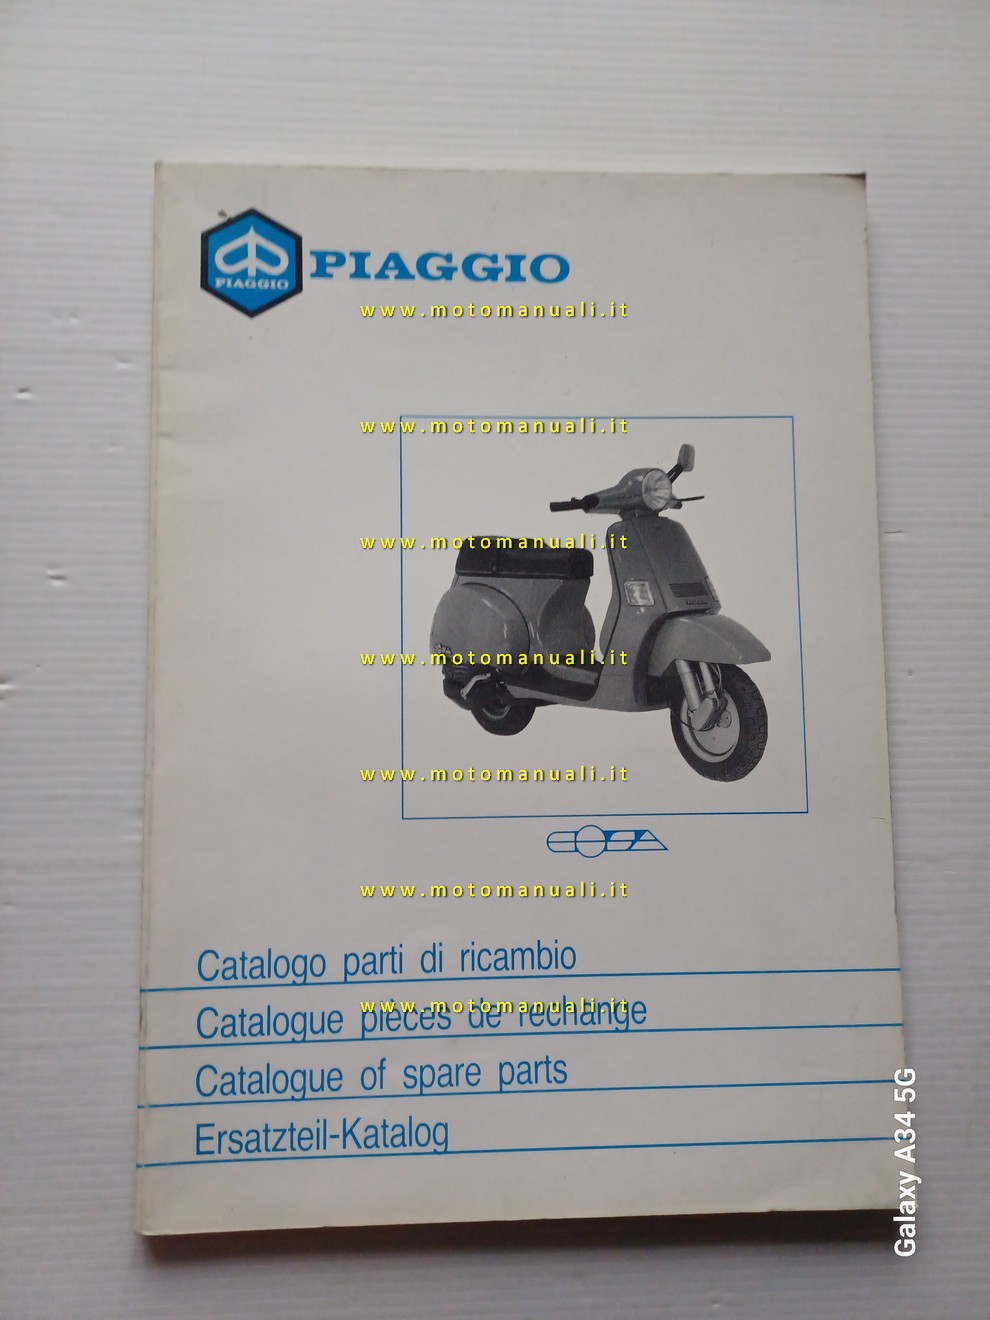 PIAGGIO
PIAGGIO
www.motomanuali.it
www.motomanuali.it
www.motomanuali.it
www.motomanuali.it
www.motomanuali.it
COSA
www.motomanuali.it
Catalogo parti di ricambio
www.motomanuali.it
Catalogue pièces de rechange
Catalogue of spare parts
Ersatzteil-Katalog
Galaxy A34 5G